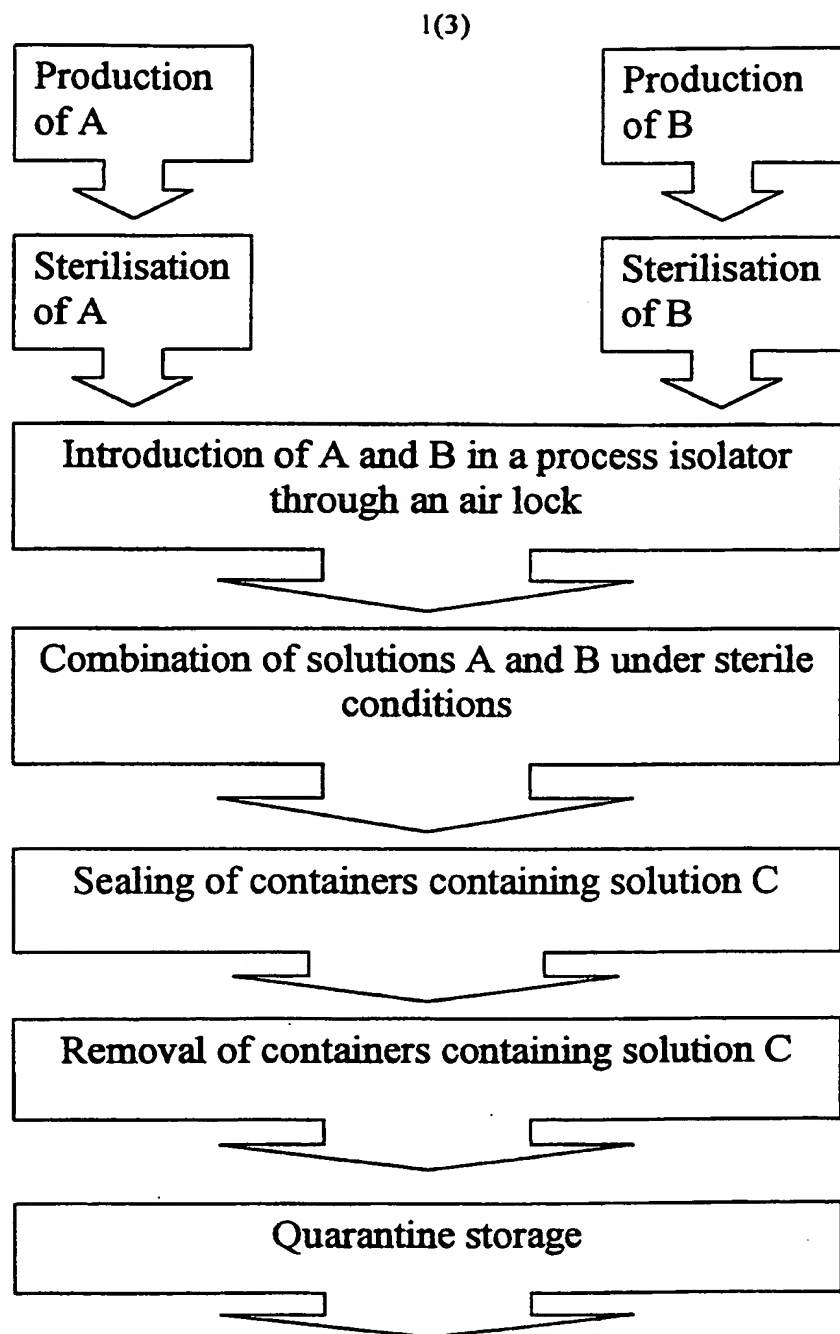 1(3)
Production
of A
Production
of B
Sterilisation
of A
Sterilisation
of B
Introduction of A and B in a process isolator
through an air lock
Combination of solutions A and B under sterile
conditions
Sealing of containers containing solution C
Removal of containers containing solution C
Quarantine storage